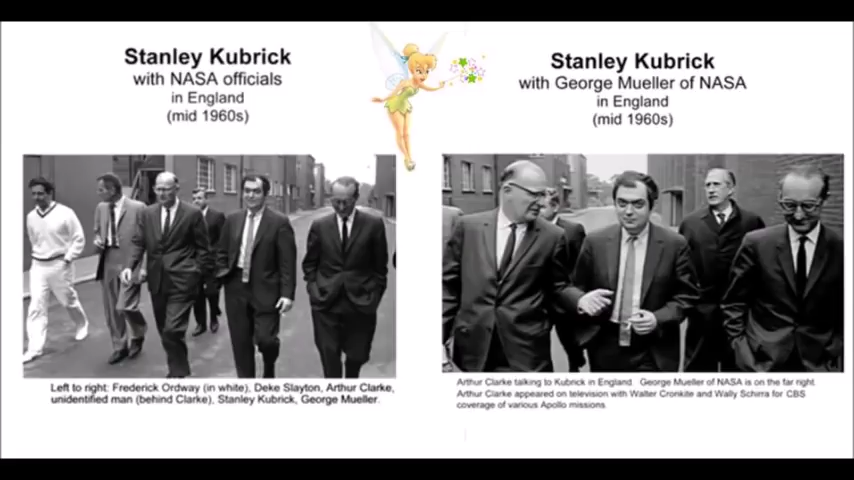 Stanley Kubrick
with NASA officials
in England
(mid 1960s)
Left to right: Frederick Ordway (in white), Deke Slayton, Arthur Clarke,
unidentified man (behind Clarke), Stanley Kubrick, George Mueller.
Stanley Kubrick
with George Mueller of NASA
in England
(mid 1960s)
Arthur Clarke talking to Kubrick in England. George Mueller of NASA is on the far right.
Arthur Clarke appeared on television with Walter Cronkite and Wally Schirra for CBS
coverage of various Apollo missions.